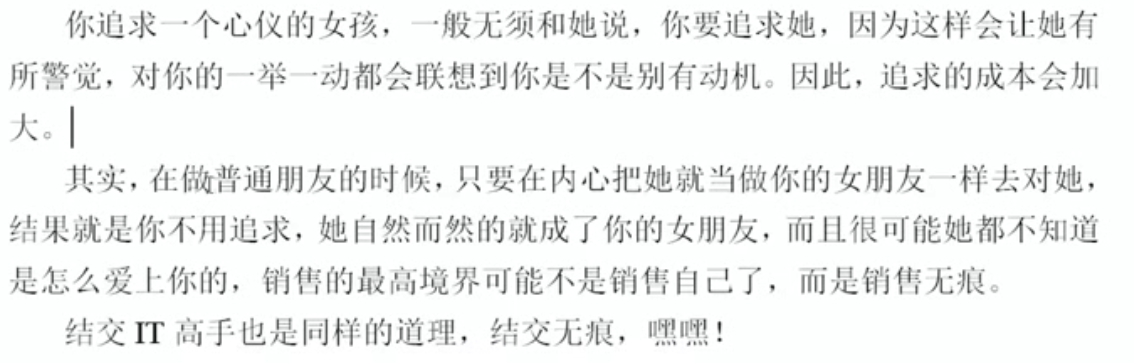 你追求一个心仪的女孩，一般无须和她说，你要追求她，因为这样会让她有
所警觉，对你的一举一动都会联想到你是不是别有动机。因此，追求的成本会加
大。
其实，在做普通朋友的时候，只要在内心把她就当做你的女朋友一样去对她，
结果就是你不用追求，她自然而然的就成了你的女朋友，而且很可能她都不知道
是怎么爱上你的，销售的最高境界可能不是销售自己了，而是销售无痕。
结交 IT 高手也是同样的道理，结交无痕，嘿嘿！